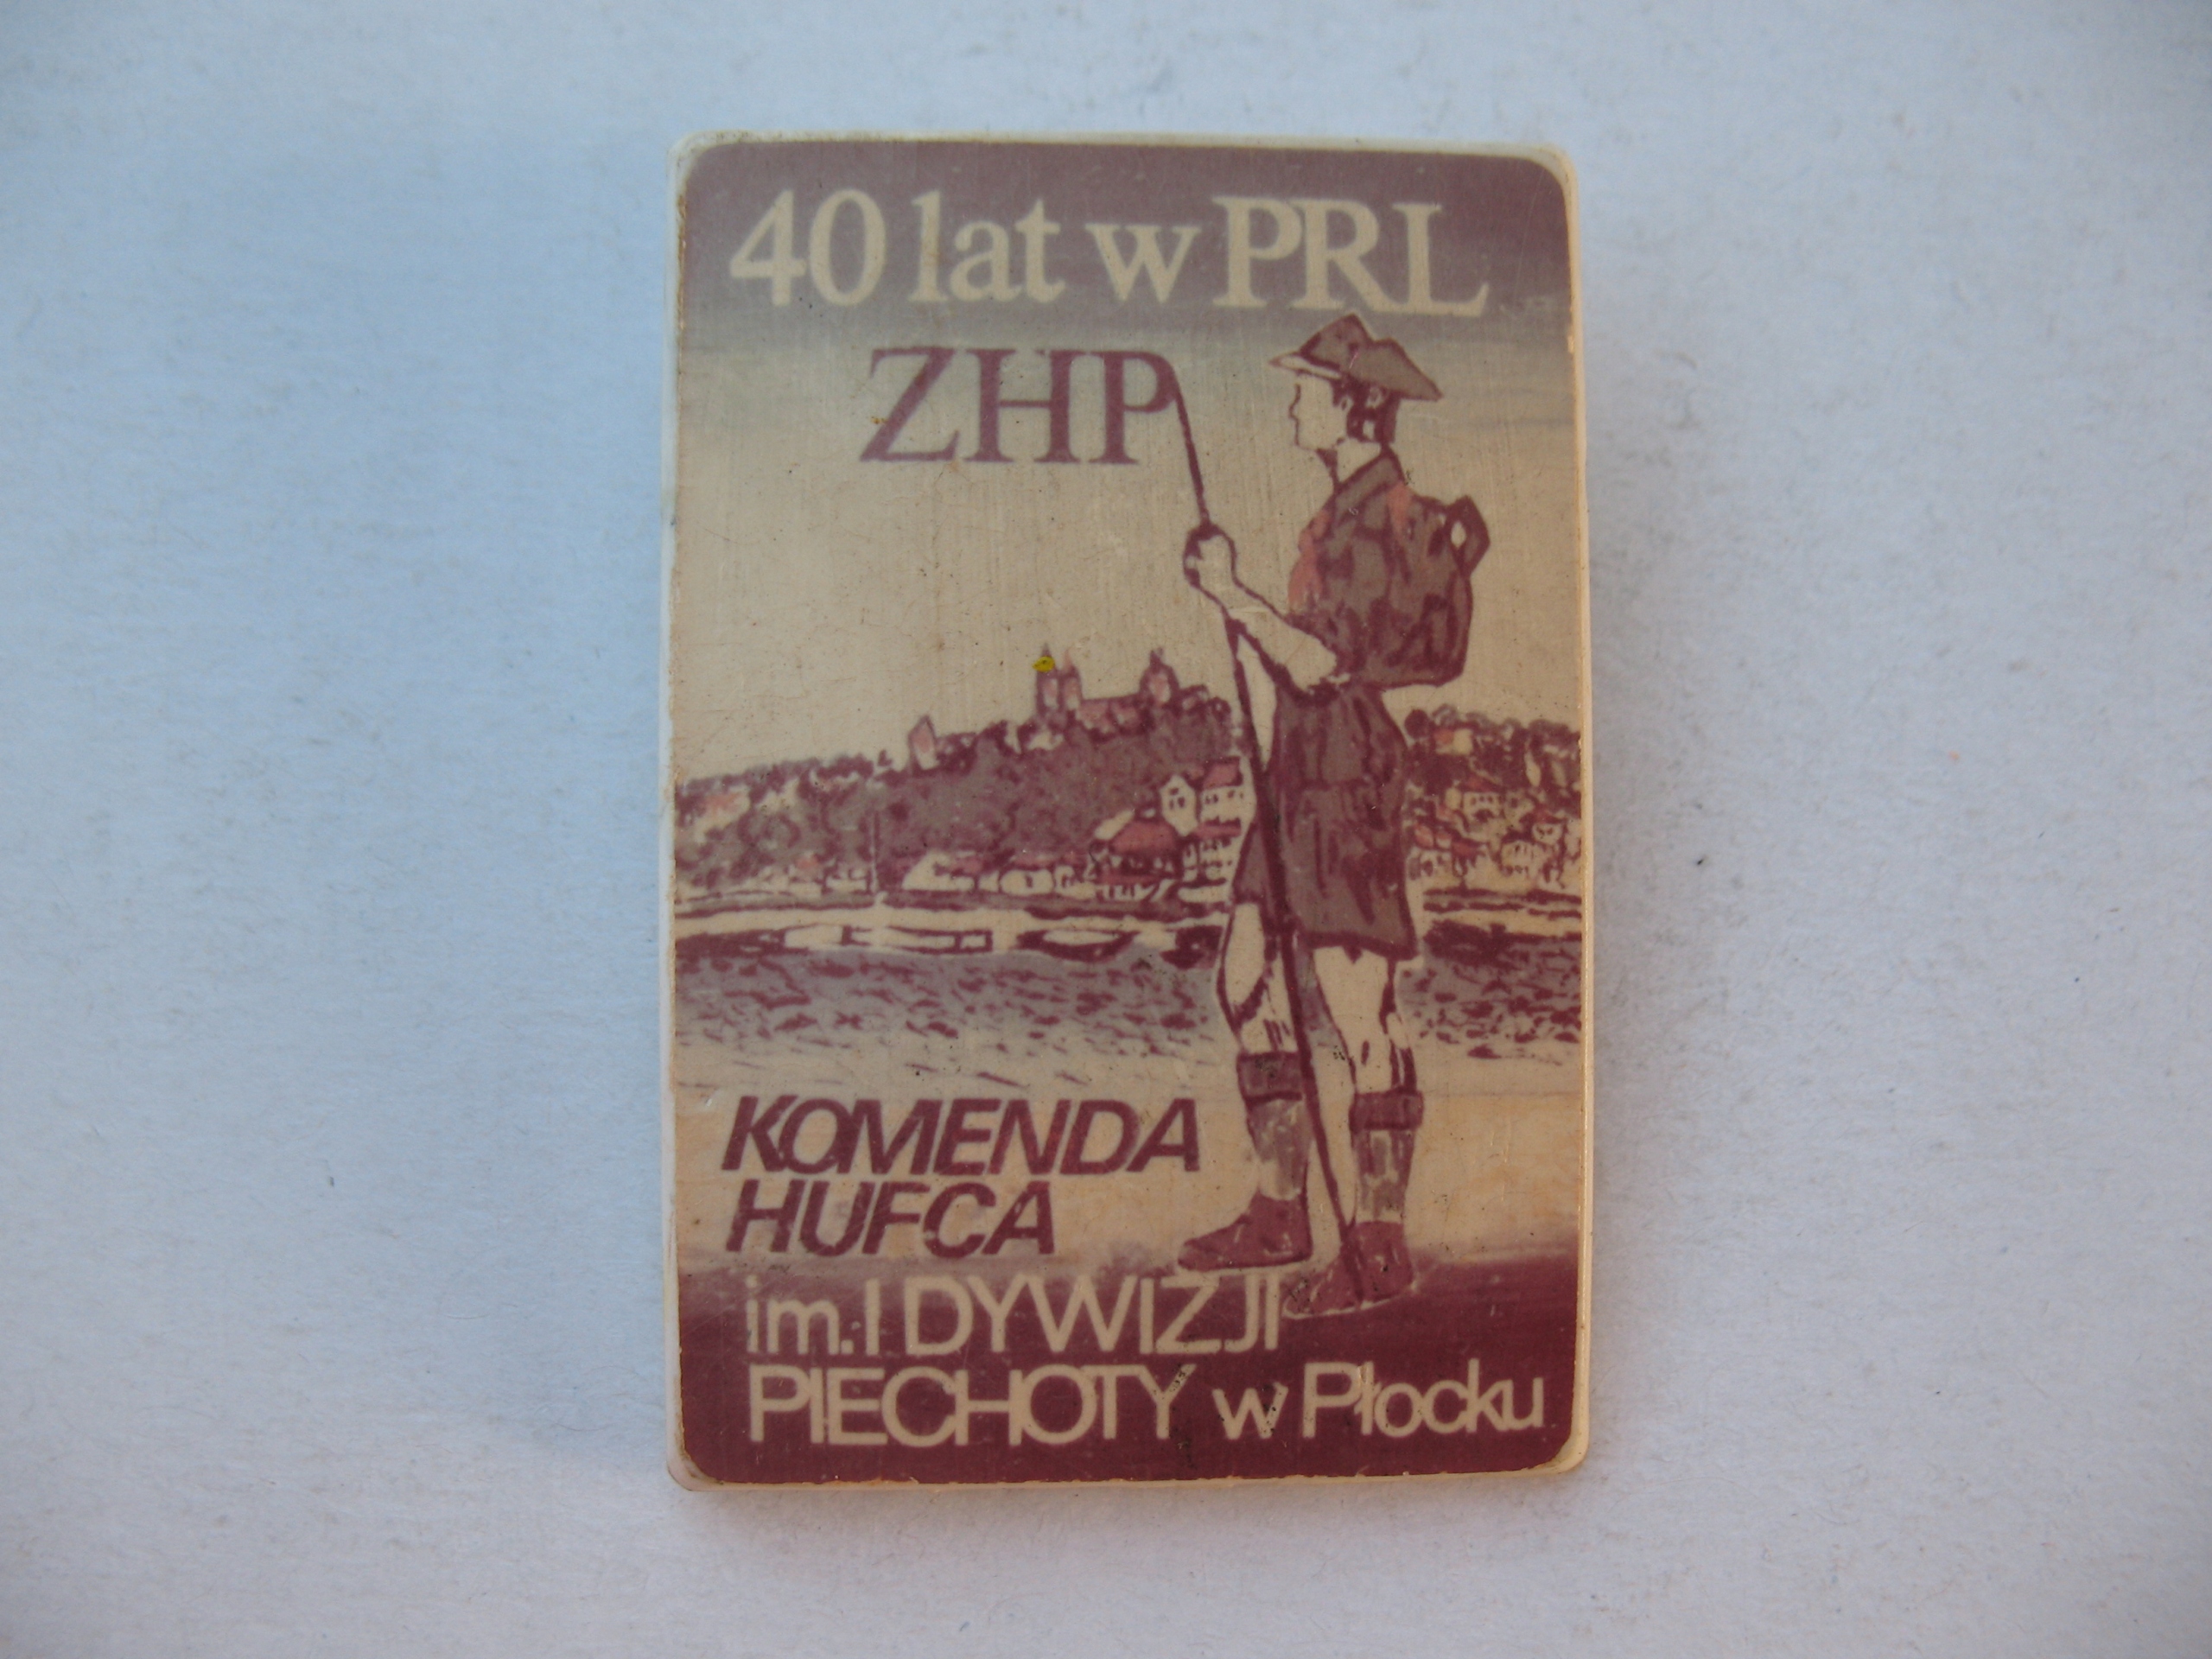 40 lat w PRL
ZHP
KOMENDA
HUFCA
im. I DYWIZJI
PIECHOTY w Płocku